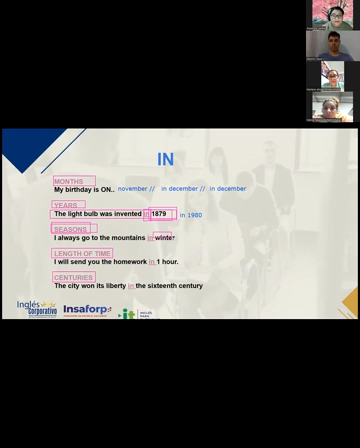 IN
MONTHS
My birthday is ON.. november // in december // in december
YEARS
The light bulb was invented in 1879 in 1980
SEASONS
I always go to the mountains in winter
LENGTH OF TIME
I will send you the homework in 1 hour.
CENTURIES
The city won its liberty in the sixteenth century
Inglés
corporativo
Insaforp
it